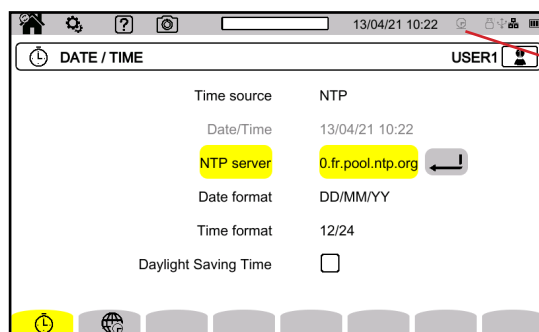 13/04/21 10:22
DATE / TIME USER1
Time source NTP
Date/Time 13/04/21 10:22
NTP server 0.fr.pool.ntp.org
Date format DD/MM/YY
Time format 12/24
Daylight Saving Time